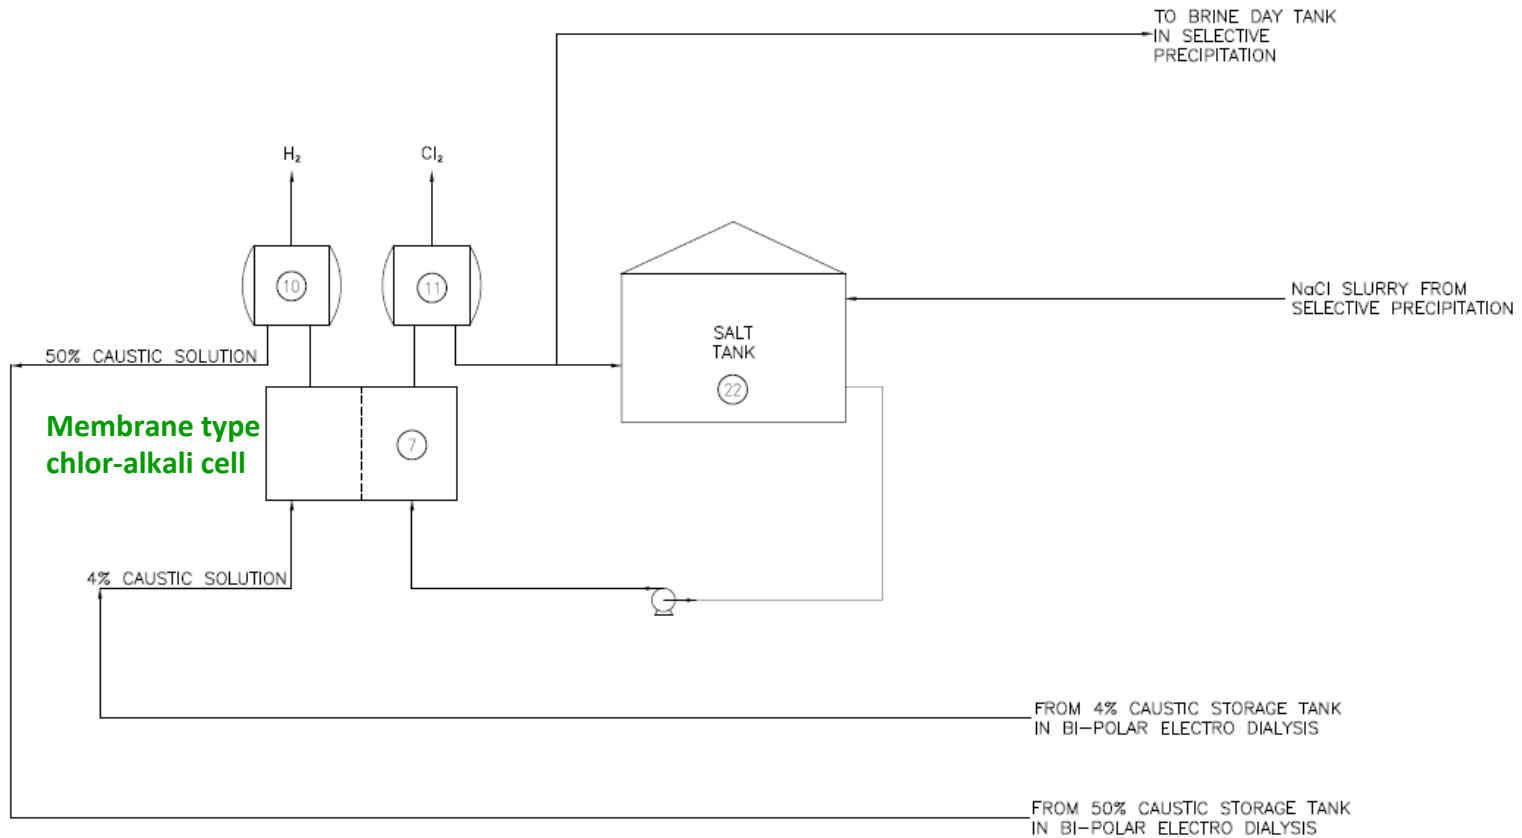 TO BRINE DAY TANK
IN SELECTIVE
PRECIPITATION
H₂
Cl₂
10
11
NaCl SLURRY FROM
SELECTIVE PRECIPITATION
SALT
TANK
22
50% CAUSTIC SOLUTION
Membrane type
chlor-alkali cell
7
4% CAUSTIC SOLUTION
FROM 4% CAUSTIC STORAGE TANK
IN BI-POLAR ELECTRO DIALYSIS
FROM 50% CAUSTIC STORAGE TANK
IN BI-POLAR ELECTRO DIALYSIS